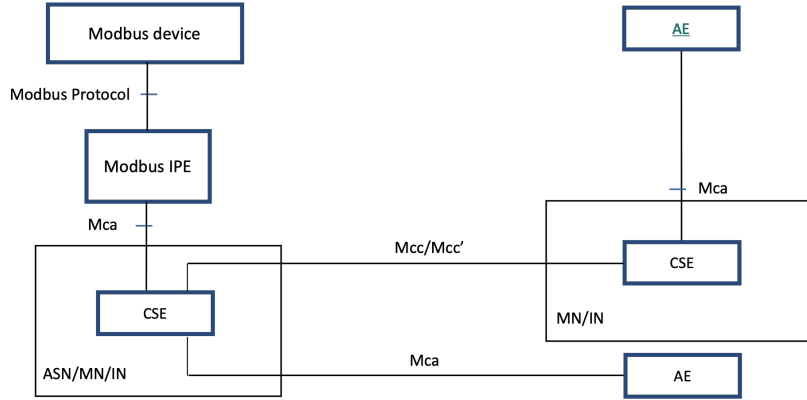 Modbus device
AE
Modbus Protocol
Modbus IPE
Mca
Mca
Mcc/Mcc’
CSE
CSE
MN/IN
Mca
ASN/MN/IN
AE